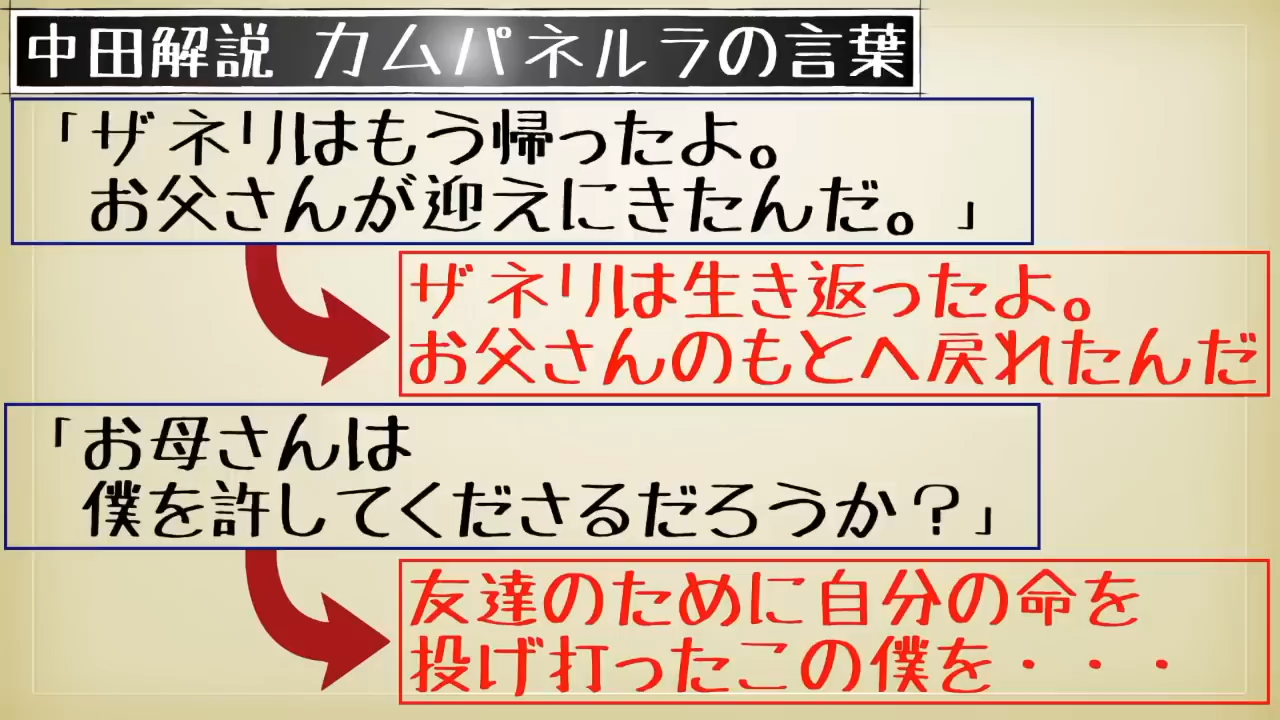 中田解説 カムパネルラの言葉
「ザネリはもう帰ったよ。
お父さんが迎えにきたんだ。」
ザネリは生き返ったよ。
お父さんのもとへ戻れたんだ
「お母さんは
僕を許してくださるだろうか？」
友達のために自分の命を
投げ打ったこの僕を・・・